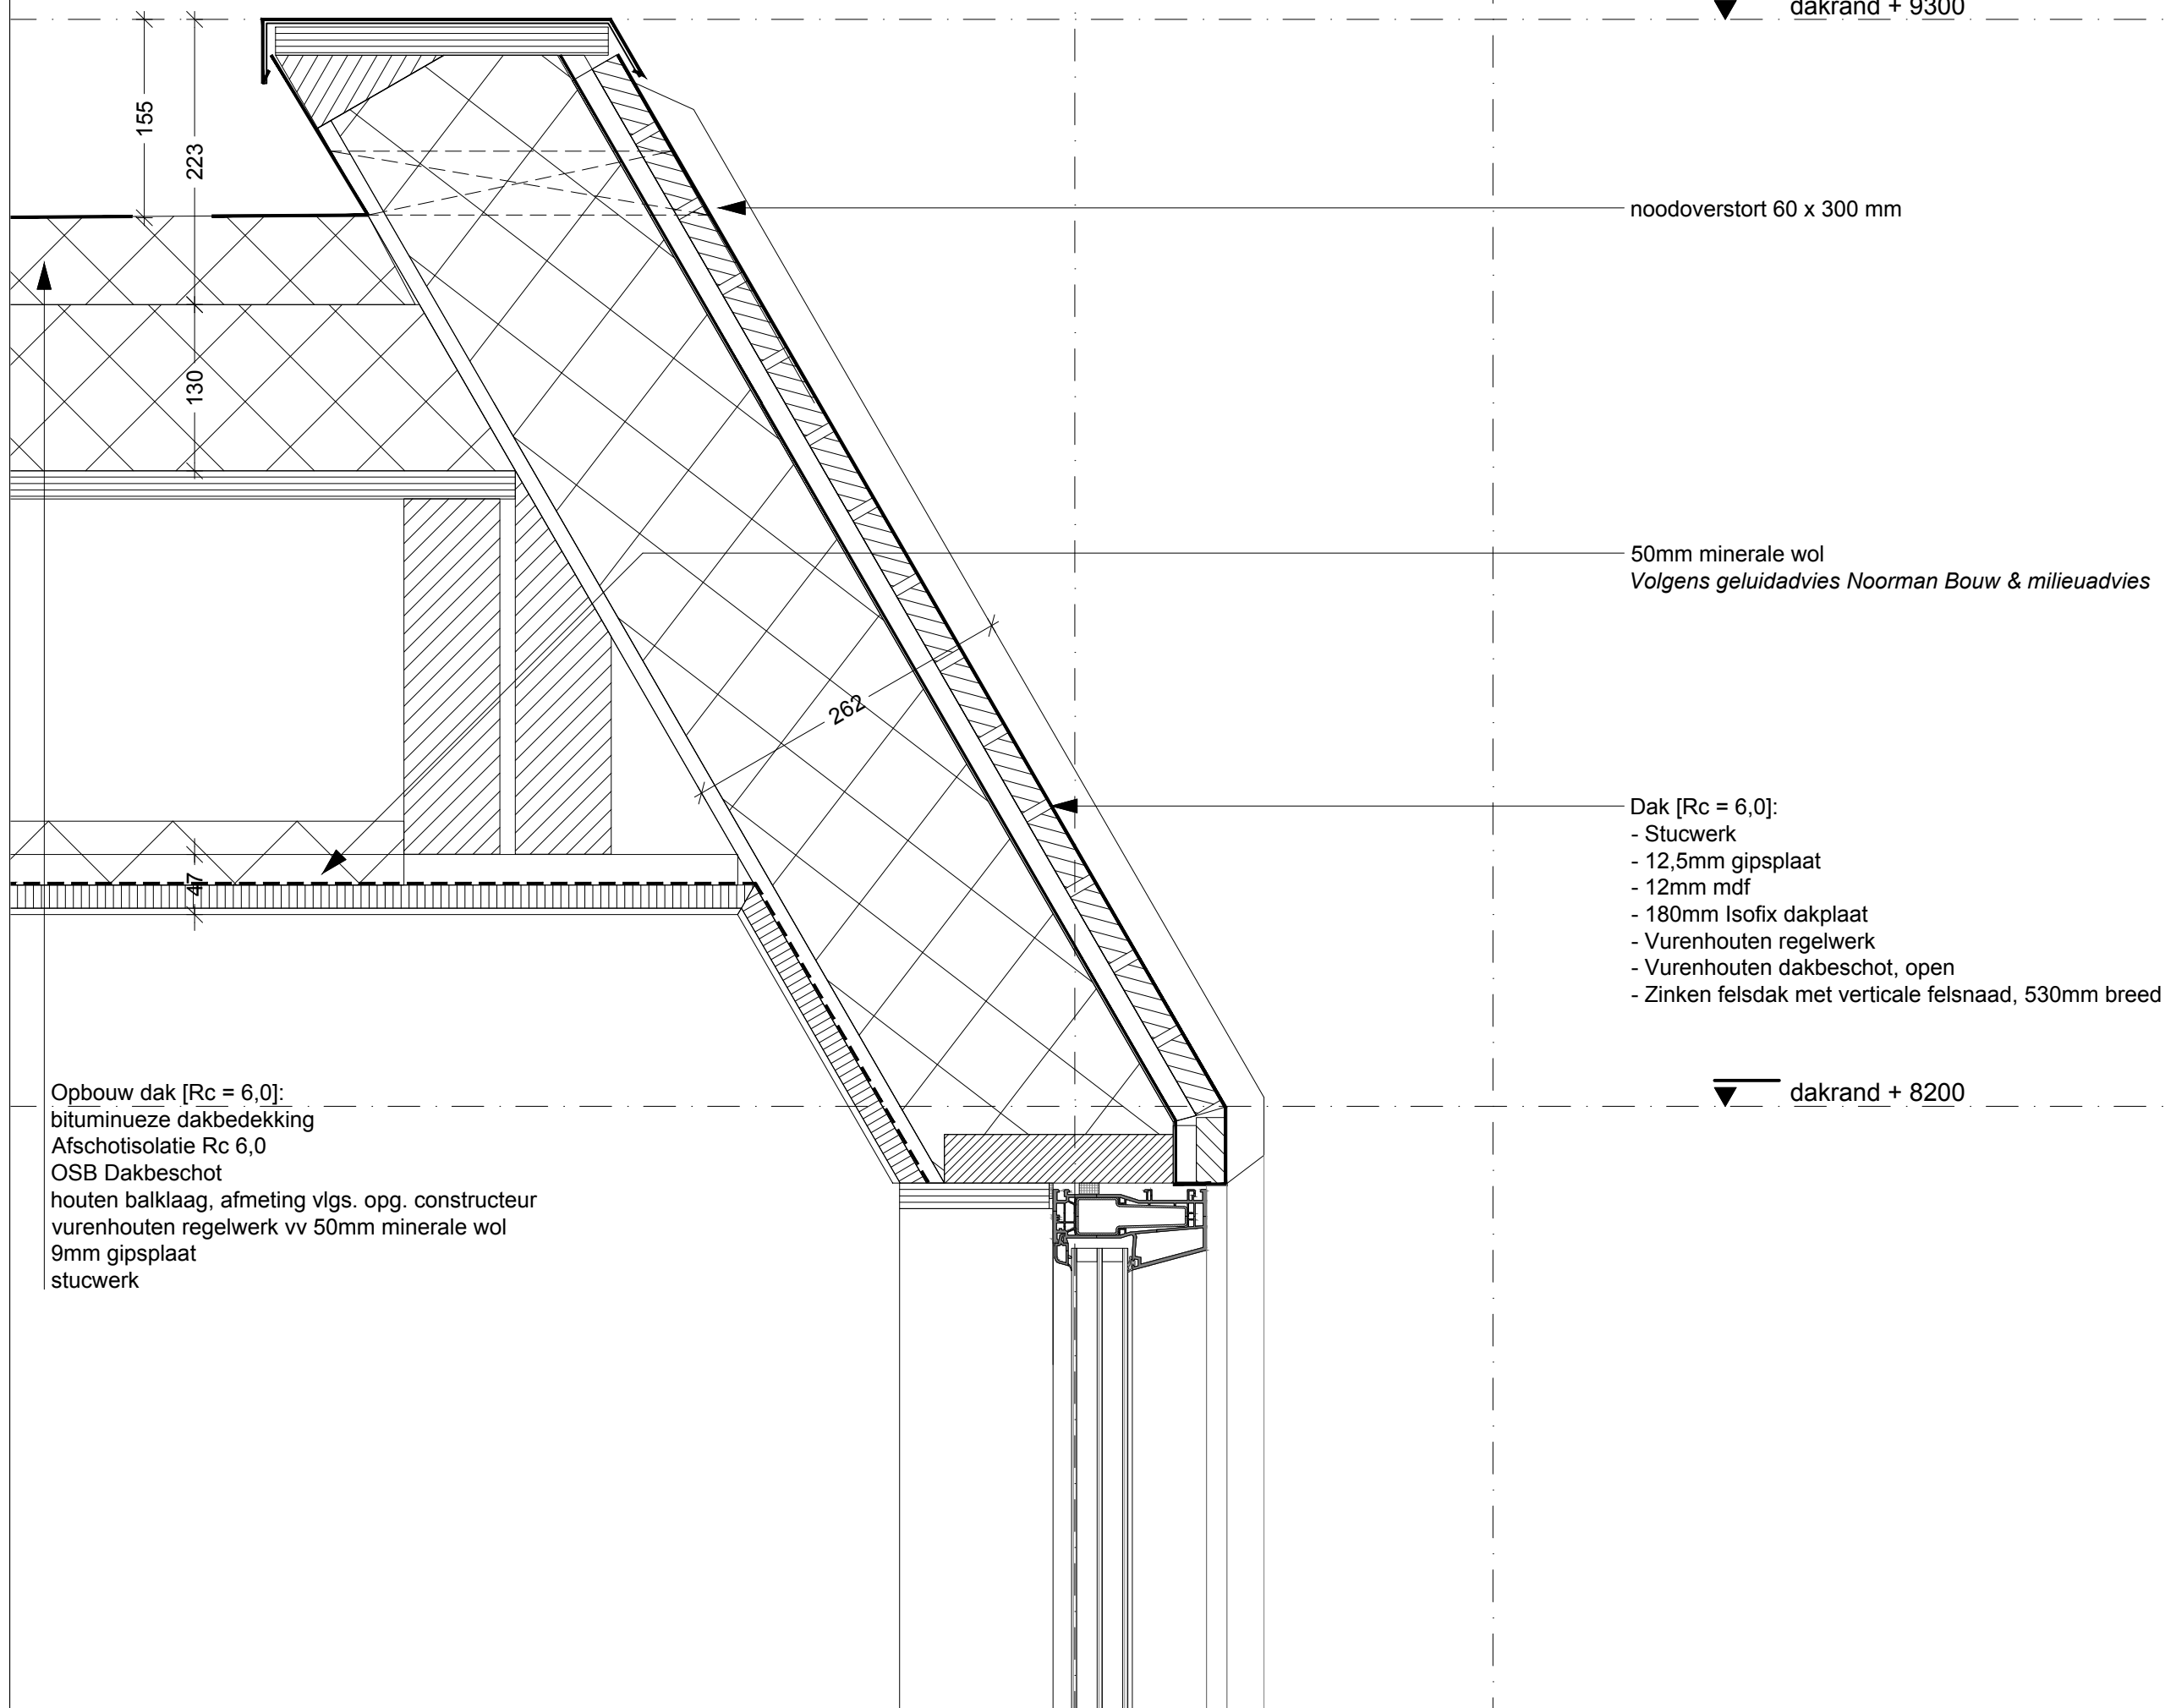 dakrand + 9300
155
223
noodoverstort 60 x 300 mm
130
50mm minerale wol
Volgens geluidadvies Noorman Bouw & milieuadvies
262
Dak [Rc = 6,0]:
- Stucwerk
- 12,5mm gipsplaat
- 12mm mdf
- 180mm Isofix dakplaat
- Vurenhouten regelwerk
- Vurenhouten dakbeschot, open
- Zinken felsdak met verticale felsnaad, 530mm breed
47
Opbouw dak [Rc = 6,0]:
bituminueze dakbedekking
Afschotisolatie Rc 6,0
OSB Dakbeschot
houten balklaag, afmeting vlgs. opg. constructeur
vurenhouten regelwerk vv 50mm minerale wol
9mm gipsplaat
stucwerk
dakrand + 8200